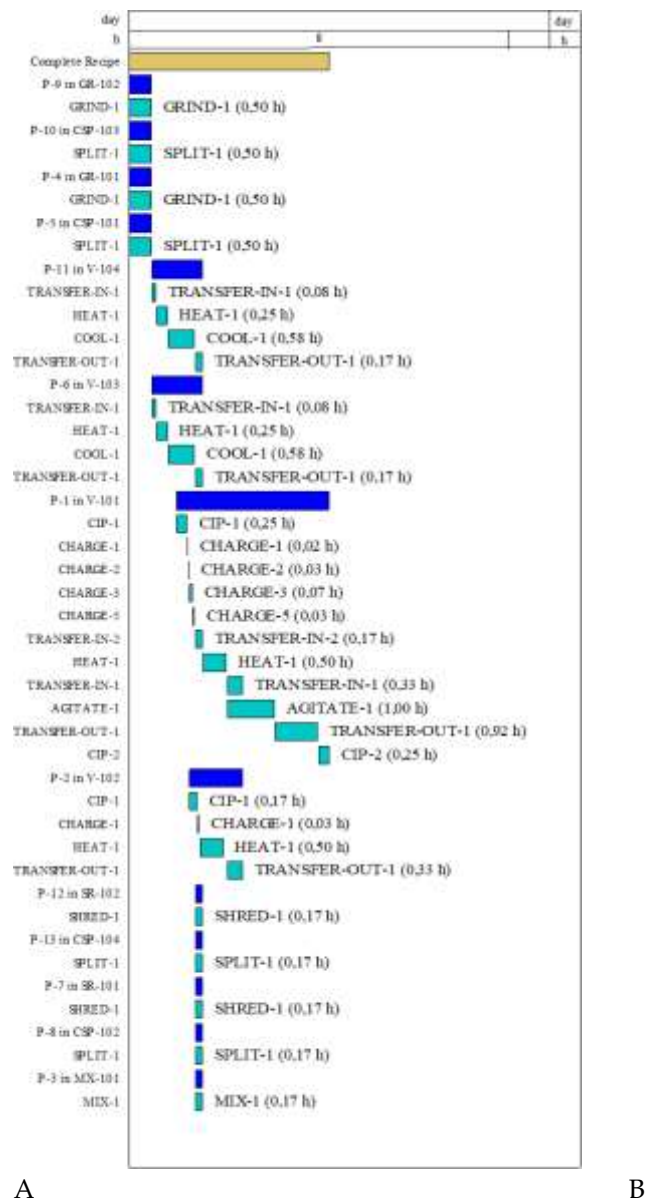 day day
h 8 h
Complete Recipe
P-9 in GR-102
GRIND-1 GRIND-1 (0,50 h)
P-10 in CSP-103
SPLIT-1 SPLIT-1 (0,50 h)
P-4 in GR-101
GRIND-1 GRIND-1 (0,50 h)
P-5 in CSP-101
SPLIT-1 SPLIT-1 (0,50 h)
P-11 in V-104
TRANSFER-IN-1 TRANSFER-IN-1 (0,08 h)
HEAT-1 HEAT-1 (0,25 h)
COOL-1 COOL-1 (0,58 h)
TRANSFER-OUT-1 TRANSFER-OUT-1 (0,17 h)
P-6 in V-103
TRANSFER-IN-1 TRANSFER-IN-1 (0,08 h)
HEAT-1 HEAT-1 (0,25 h)
COOL-1 COOL-1 (0,58 h)
TRANSFER-OUT-1 TRANSFER-OUT-1 (0,17 h)
P-1 in V-101
CIP-1 CIP-1 (0,25 h)
CHARGE-1 CHARGE-1 (0,02 h)
CHARGE-2 CHARGE-2 (0,03 h)
CHARGE-3 CHARGE-3 (0,07 h)
CHARGE-5 CHARGE-5 (0,03 h)
TRANSFER-IN-2 TRANSFER-IN-2 (0,17 h)
HEAT-1 HEAT-1 (0,50 h)
TRANSFER-IN-1 TRANSFER-IN-1 (0,33 h)
AGITATE-1 AGITATE-1 (1,00 h)
TRANSFER-OUT-1 TRANSFER-OUT-1 (0,92 h)
CIP-2 CIP-2 (0,25 h)
P-2 in V-102
CIP-1 CIP-1 (0,17 h)
CHARGE-1 CHARGE-1 (0,03 h)
HEAT-1 HEAT-1 (0,50 h)
TRANSFER-OUT-1 TRANSFER-OUT-1 (0,33 h)
P-12 in SR-102
SHRED-1 SHRED-1 (0,17 h)
P-13 in CSP-104
SPLIT-1 SPLIT-1 (0,17 h)
P-7 in SR-101
SHRED-1 SHRED-1 (0,17 h)
P-8 in CSP-102
SPLIT-1 SPLIT-1 (0,17 h)
P-3 in MX-101
MIX-1 MIX-1 (0,17 h)
A B